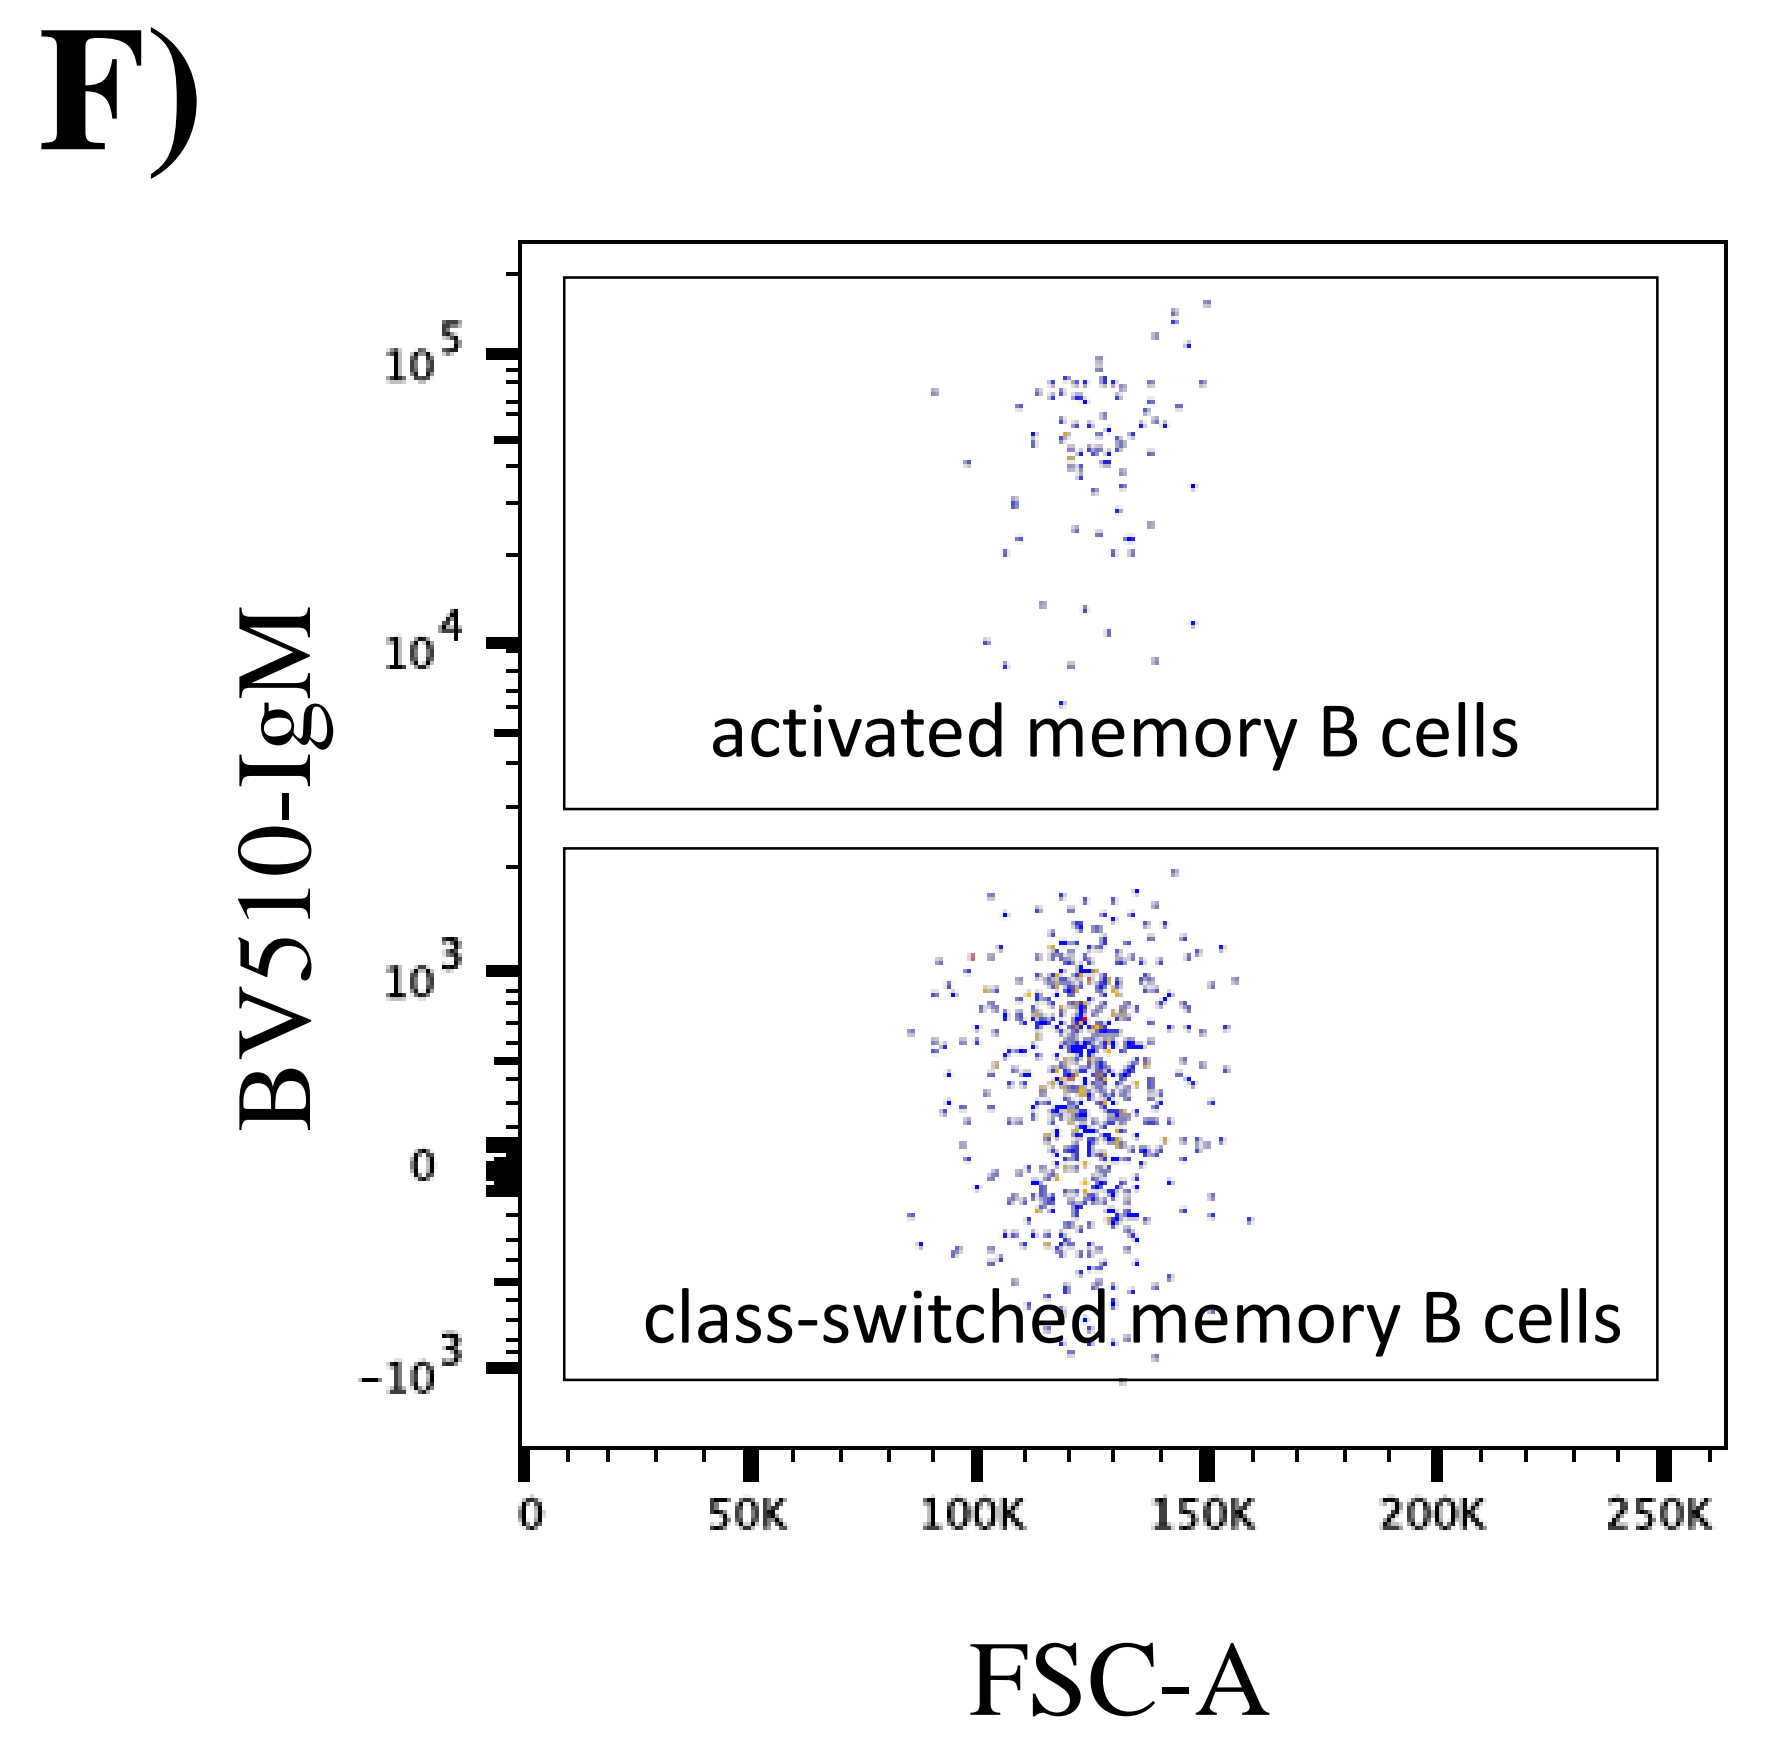 F)
BV510-IgM
10^5
10^4
10^3
0
-10^3
activated memory B cells
class-switched memory B cells
0 50K 100K 150K 200K 250K
FSC-A